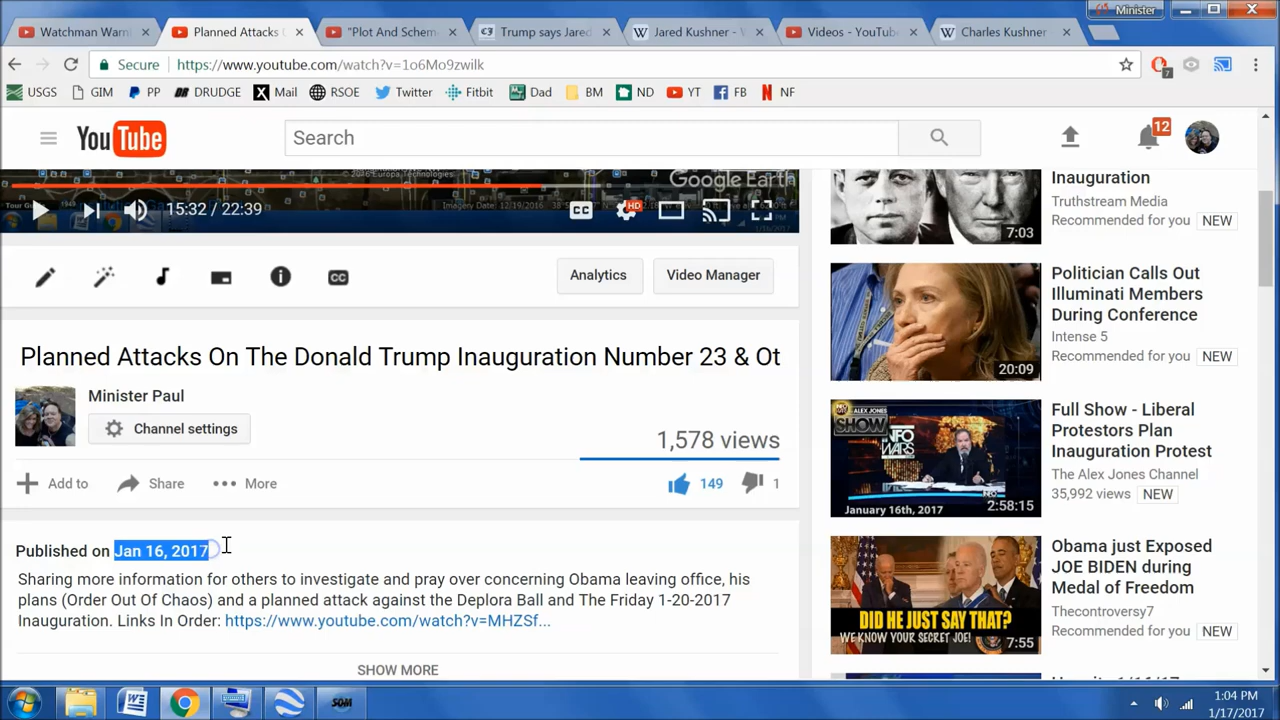 Minister
Watchman Warn
Planned Attacks
"Plot And Schem
Trump says Jared
Jared Kushner - W
Videos - YouTube
Charles Kushner
Secure
https://www.youtube.com/watch?v=1o6Mo9zwilk
7
USGS
GIM
PP
DRUDGE
Mail
RSOE
Twitter
Fitbit
Dad
BM
ND
YT
FB
NF
YouTube
Search
12
Google Earth
15:32 / 22:39
HD
CC
Analytics
Video Manager
Planned Attacks On The Donald Trump Inauguration Number 23 & Ot
Minister Paul
Channel settings
1,578 views
Add to
Share
More
149
1
Published on Jan 16, 2017
Sharing more information for others to investigate and pray over concerning Obama leaving office, his
plans (Order Out Of Chaos) and a planned attack against the Deplora Ball and The Friday 1-20-2017
Inauguration. Links In Order: https://www.youtube.com/watch?v=MHZSf...
SHOW MORE
Inauguration
Truthstream Media
Recommended for you NEW
7:03
Politician Calls Out
Illuminati Members
During Conference
Intense 5
Recommended for you NEW
20:09
Full Show - Liberal
Protestors Plan
Inauguration Protest
The Alex Jones Channel
35,992 views NEW
ALEX JONES
SHOW
INFO
WARS
January 16th, 2017
2:58:15
Obama just Exposed
JOE BIDEN during
Medal of Freedom
Thecontroversy7
Recommended for you NEW
DID HE JUST SAY THAT?
WE KNOW YOUR SECRET JOE!
7:55
SOM
1:04 PM
1/17/2017